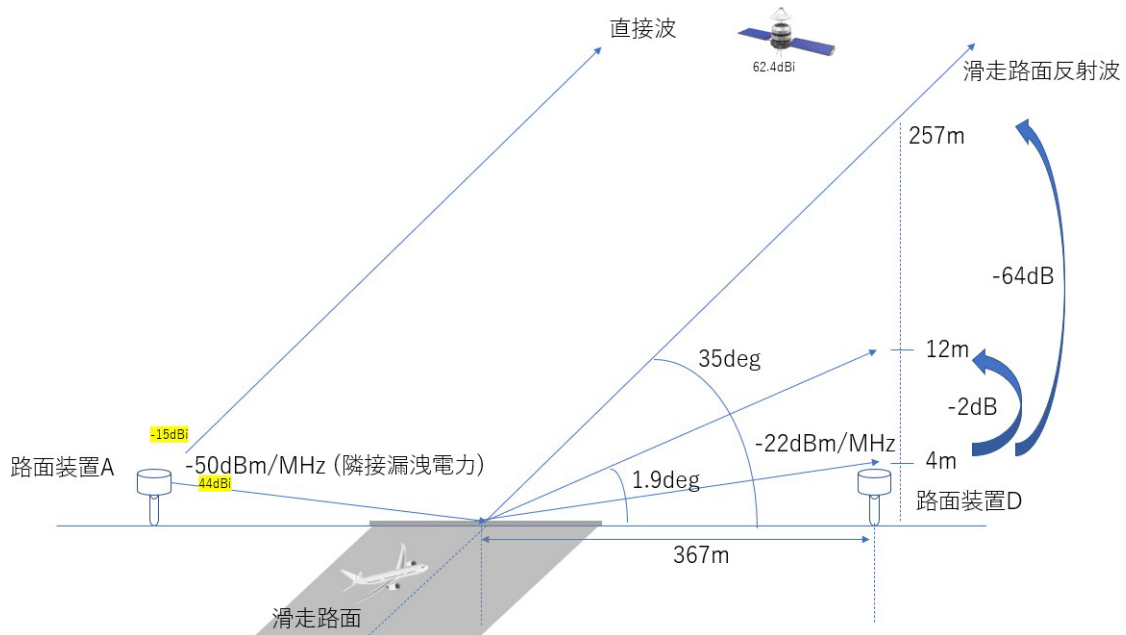 直接波
62.4dBi
滑走路面反射波
257m
-64dB
35deg
12m
-2dB
-15dBi
-50dBm/MHz (隣接漏洩電力)
-22dBm/MHz
4m
路面装置A
44dBi
1.9deg
路面装置D
367m
滑走路面